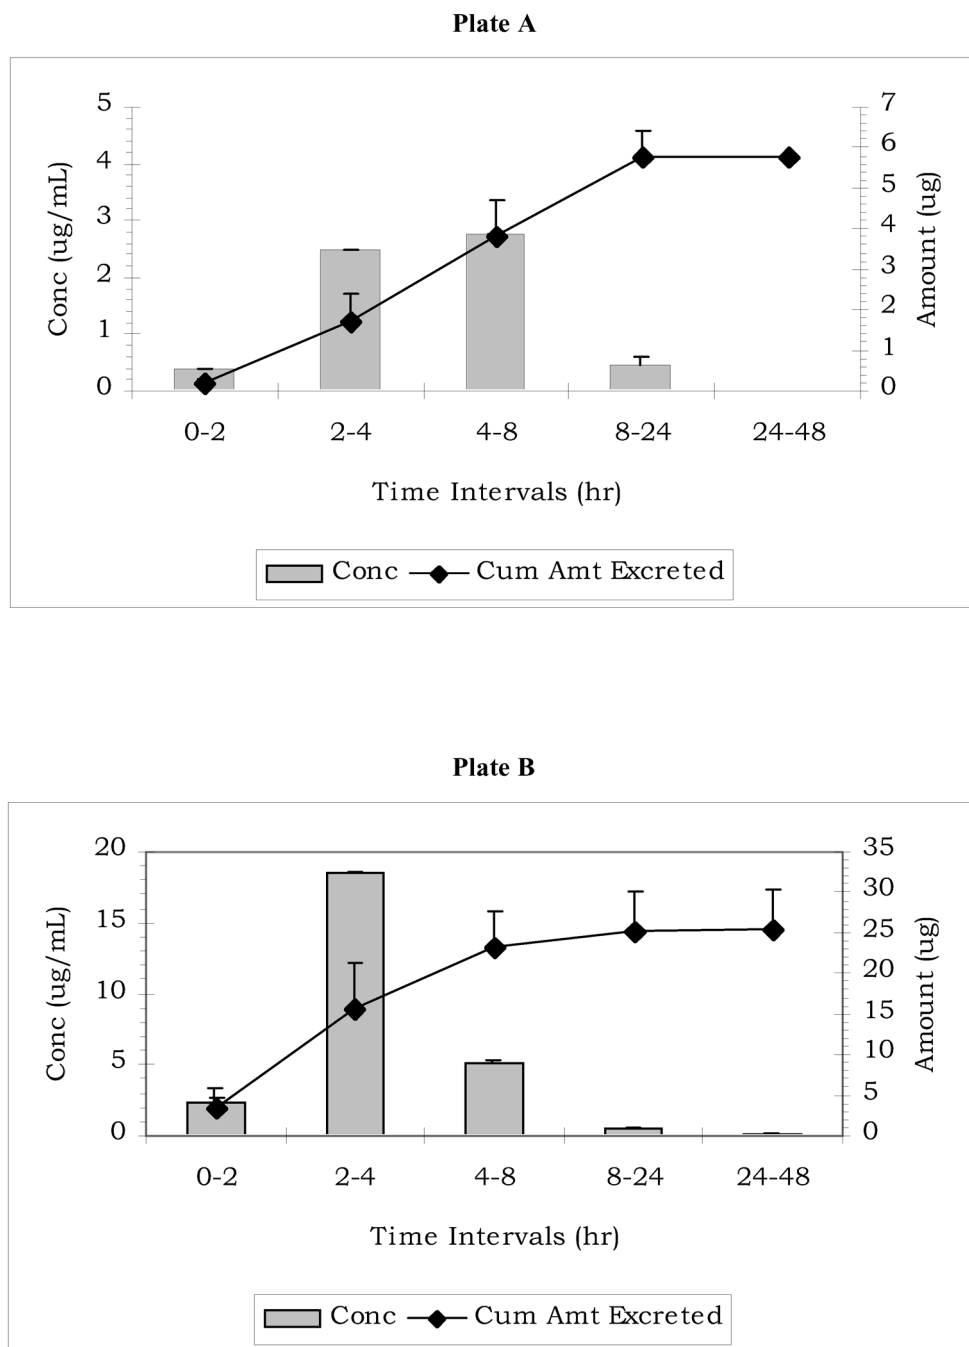 Plate A
5
4
3
2
1
0
Conc (ug/mL)
7
6
5
4
3
2
1
0
Amount (ug)
0-2 2-4 4-8 8-24 24-48
Time Intervals (hr)
Conc Cum Amt Excreted
Plate B
20
15
10
5
0
Conc (ug/mL)
35
30
25
20
15
10
5
0
Amount (ug)
0-2 2-4 4-8 8-24 24-48
Time Intervals (hr)
Conc Cum Amt Excreted